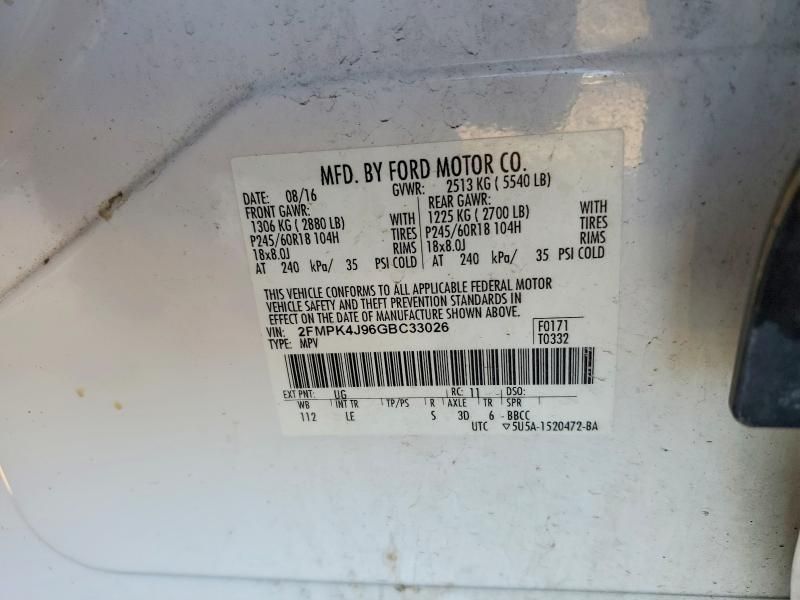 MFD. BY FORD MOTOR CO.
DATE: 08/16 GVWR: 2513 KG ( 5540 LB)
FRONT GAWR: REAR GAWR:
1306 KG ( 2880 LB) WITH 1225 KG ( 2700 LB) WITH
P245/60R18 104H TIRES P245/60R18 104H TIRES
18x8.0J RIMS 18x8.0J RIMS
AT 240 kPa/ 35 PSI COLD AT 240 kPa/ 35 PSI COLD
THIS VEHICLE CONFORMS TO ALL APPLICABLE FEDERAL MOTOR
VEHICLE SAFETY AND THEFT PREVENTION STANDARDS IN
EFFECT ON THE DATE OF MANUFACTURE SHOWN ABOVE.
VIN: 2FMPK4J96GBC33026 F0171
TYPE: MPV T0332
EXT PNT: UG RC: 11 DSO:
WB INT TR TP/PS R AXLE TR SPR
112 LE S 3D 6 -BBCC
UTC ▽5U5A-1520472-BA